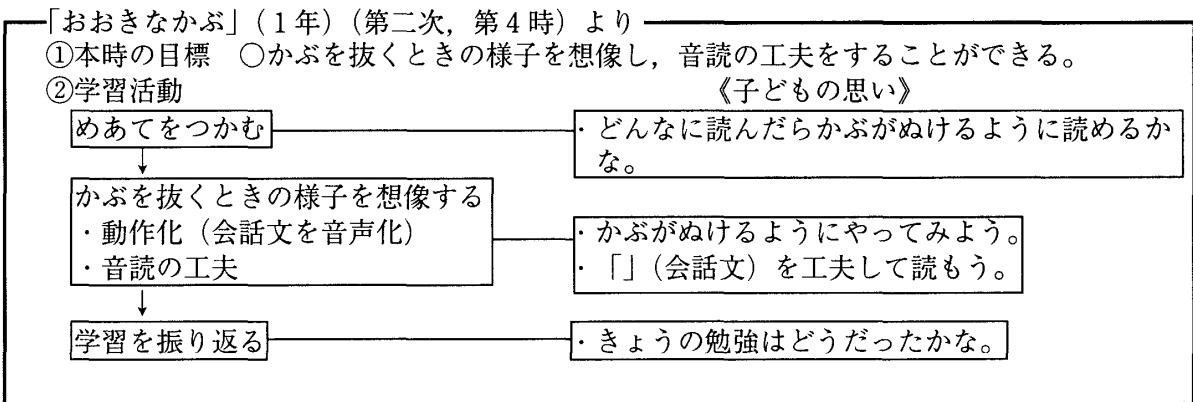 「おおきなかぶ」(1年)(第二次,第4時)より
①本時の目標 ○かぶを抜くときの様子を想像し,音読の工夫をすることができる。
②学習活動 《子どもの思い》
めあてをつかむ
・どんなに読んだらかぶがぬけるように読めるか
な。
かぶを抜くときの様子を想像する
・動作化(会話文を音声化)
・音読の工夫
・かぶがぬけるようにやってみよう。
・「」(会話文)を工夫して読もう。
学習を振り返る
・きょうの勉強はどうだったかな。